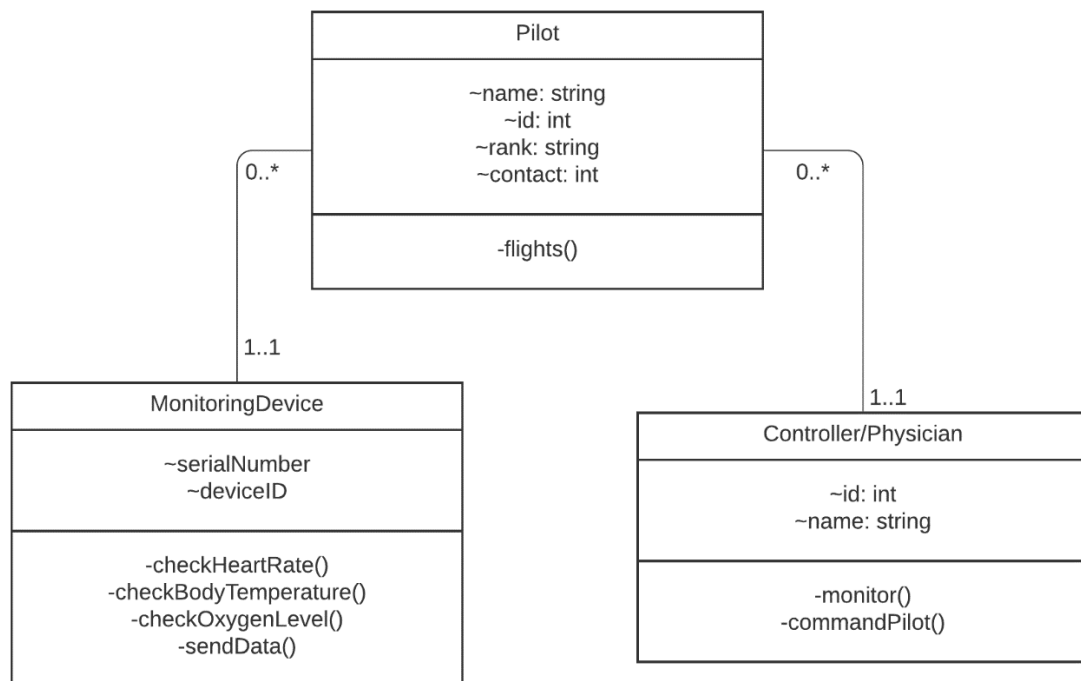 Pilot
~name: string
~id: int
~rank: string
~contact: int
-flights()
0..*
0..*
1..1
1..1
MonitoringDevice
~serialNumber
~deviceID
-checkHeartRate()
-checkBodyTemperature()
-checkOxygenLevel()
-sendData()
Controller/Physician
~id: int
~name: string
-monitor()
-commandPilot()